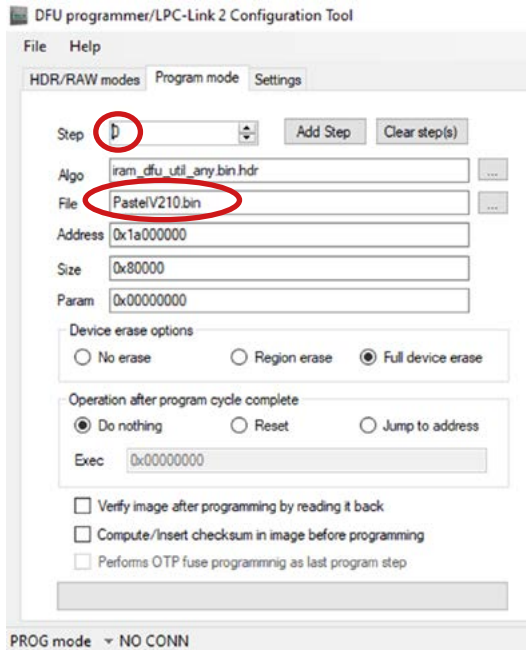 DFU programmer/LPC-Link 2 Configuration Tool
File Help
HDR/RAW modes Program mode Settings
Step 0 Add Step Clear step(s)
Algo iram_dfu_util_any.bin.hdr ...
File PastelV210.bin ...
Address 0x1a000000
Size 0x80000
Param 0x00000000
Device erase options
No erase Region erase Full device erase
Operation after program cycle complete
Do nothing Reset Jump to address
Exec 0x00000000
Verify image after programming by reading it back
Compute/Insert checksum in image before programming
Performs OTP fuse programmnig as last program step
PROG mode NO CONN